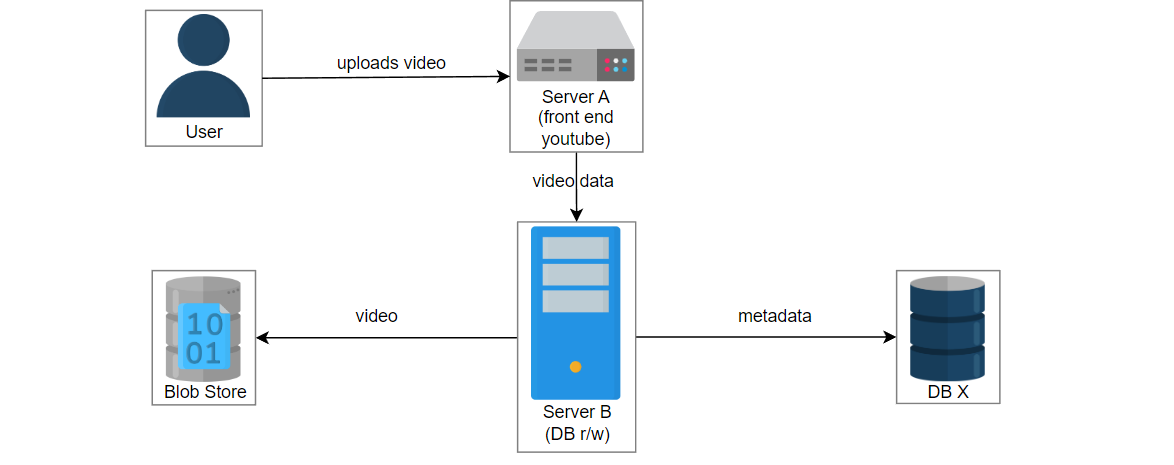 uploads video
User
Server A
(front end
youtube)
video data
video
metadata
10
01
Blob Store
Server B
(DB r/w)
DB X